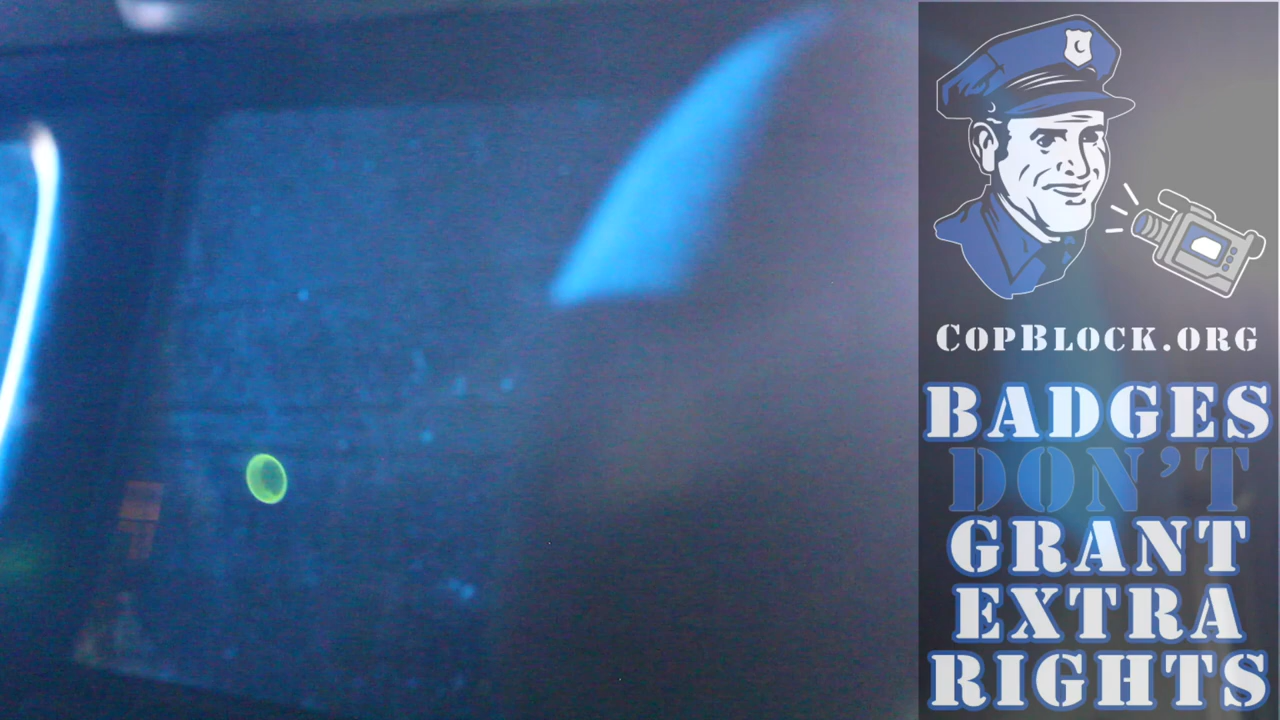 COPBLOCK.ORG
BADGES
DON'T
GRANT
EXTRA
RIGHTS